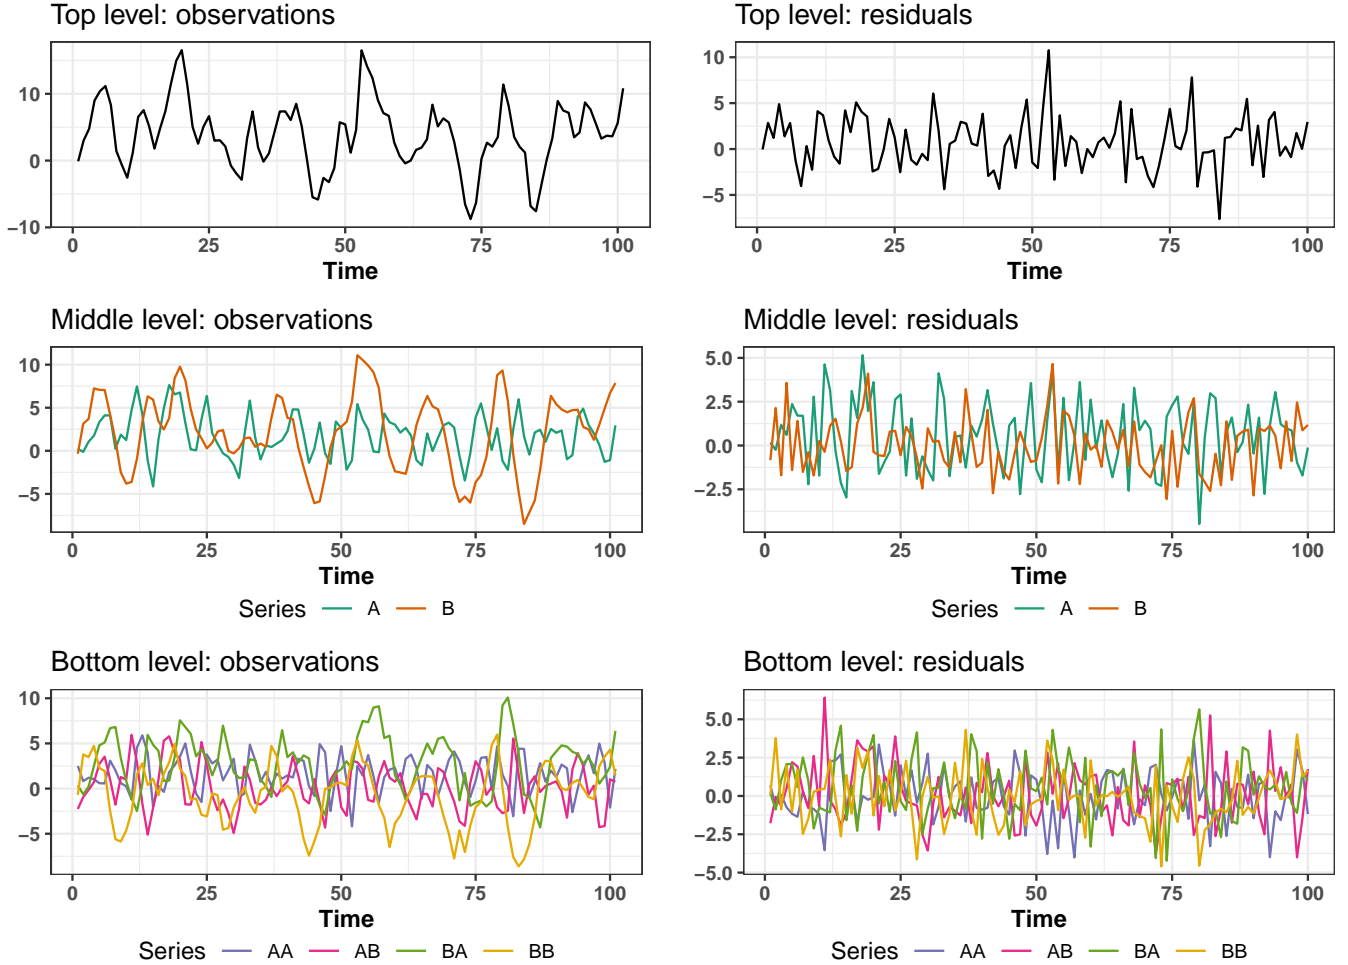 Top level: observations
10
0
−10
0 25 50 75 100
Time
Top level: residuals
10
5
0
−5
0 25 50 75 100
Time
Middle level: observations
10
5
0
−5
0 25 50 75 100
Time
Series A B
Middle level: residuals
5.0
2.5
0.0
−2.5
0 25 50 75 100
Time
Series A B
Bottom level: observations
10
5
0
−5
0 25 50 75 100
Time
Series AA AB BA BB
Bottom level: residuals
5.0
2.5
0.0
−2.5
−5.0
0 25 50 75 100
Time
Series AA AB BA BB